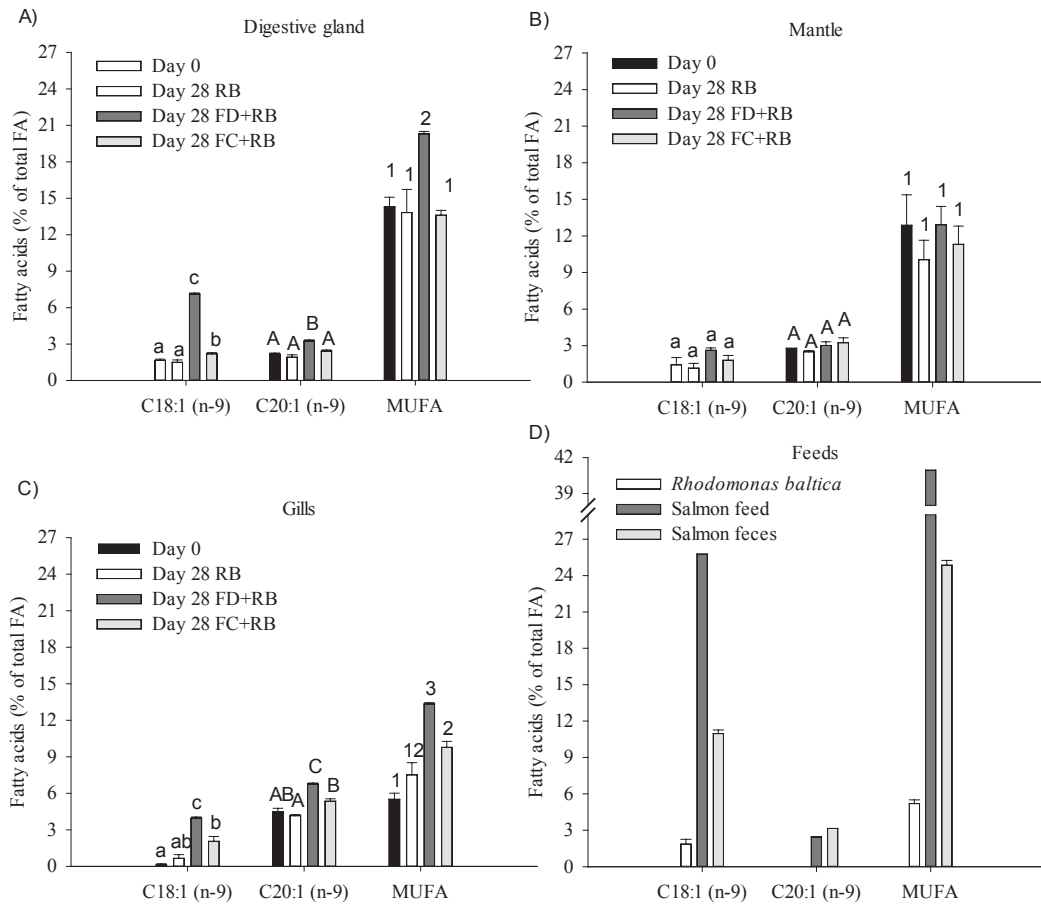 A)
Digestive gland
Fatty acids (% of total FA)
27
24
21
18
15
12
9
6
3
0
Day 0
Day 28 RB
Day 28 FD+RB
Day 28 FC+RB
a
a
c
b
A
A
B
A
1
1
2
1
C18:1 (n-9)
C20:1 (n-9)
MUFA
B)
Mantle
Fatty acids (% of total FA)
27
24
21
18
15
12
9
6
3
0
Day 0
Day 28 RB
Day 28 FD+RB
Day 28 FC+RB
a
a
a
a
A
A
A
A
1
1
1
1
C18:1 (n-9)
C20:1 (n-9)
MUFA
C)
Gills
Fatty acids (% of total FA)
27
24
21
18
15
12
9
6
3
0
Day 0
Day 28 RB
Day 28 FD+RB
Day 28 FC+RB
a
ab
c
b
AB
A
C
B
1
12
3
2
C18:1 (n-9)
C20:1 (n-9)
MUFA
D)
Feeds
Fatty acids (% of total FA)
42
39
27
24
21
18
15
12
9
6
3
0
Rhodomonas baltica
Salmon feed
Salmon feces
C18:1 (n-9)
C20:1 (n-9)
MUFA